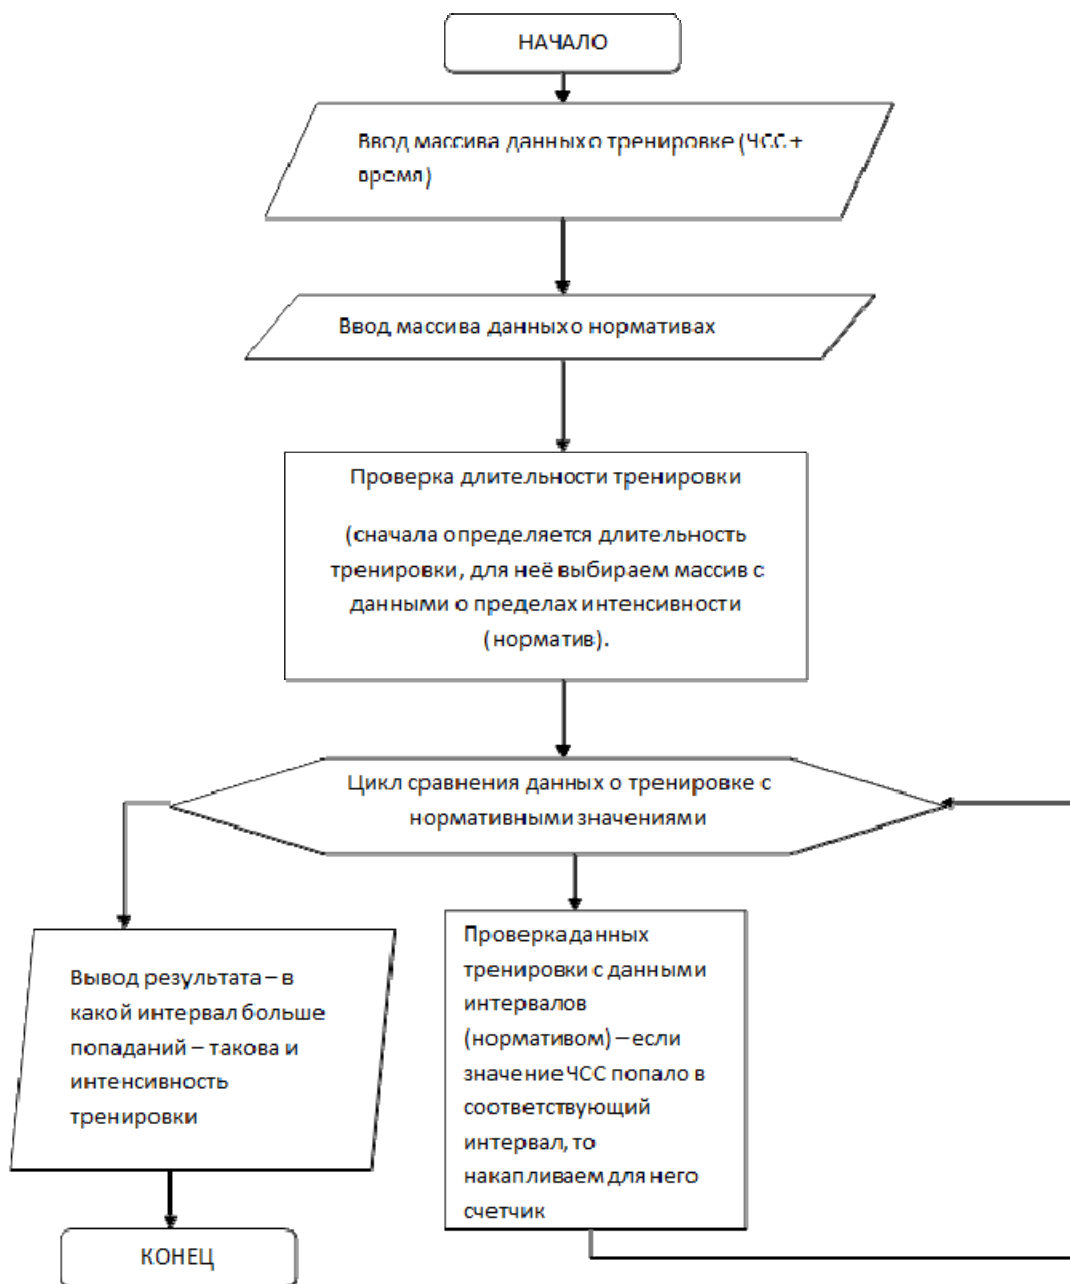 НАЧАЛО
Ввод массива данных о тренировке (ЧСС +
время)
Ввод массива данных о нормативах
Проверка длительности тренировки
(сначала определяется длительность
тренировки, для неё выбираем массив с
данными о пределах интенсивности
(норматив).
Цикл сравнения данных о тренировке с
нормативными значениями
Проверка данных
тренировки с данными
интервалов
(нормативом) – если
значение ЧСС попало в
соответствующий
интервал, то
накапливаем для него
счетчик
Вывод результата – в
какой интервал больше
попаданий – такова и
интенсивность
тренировки
КОНЕЦ